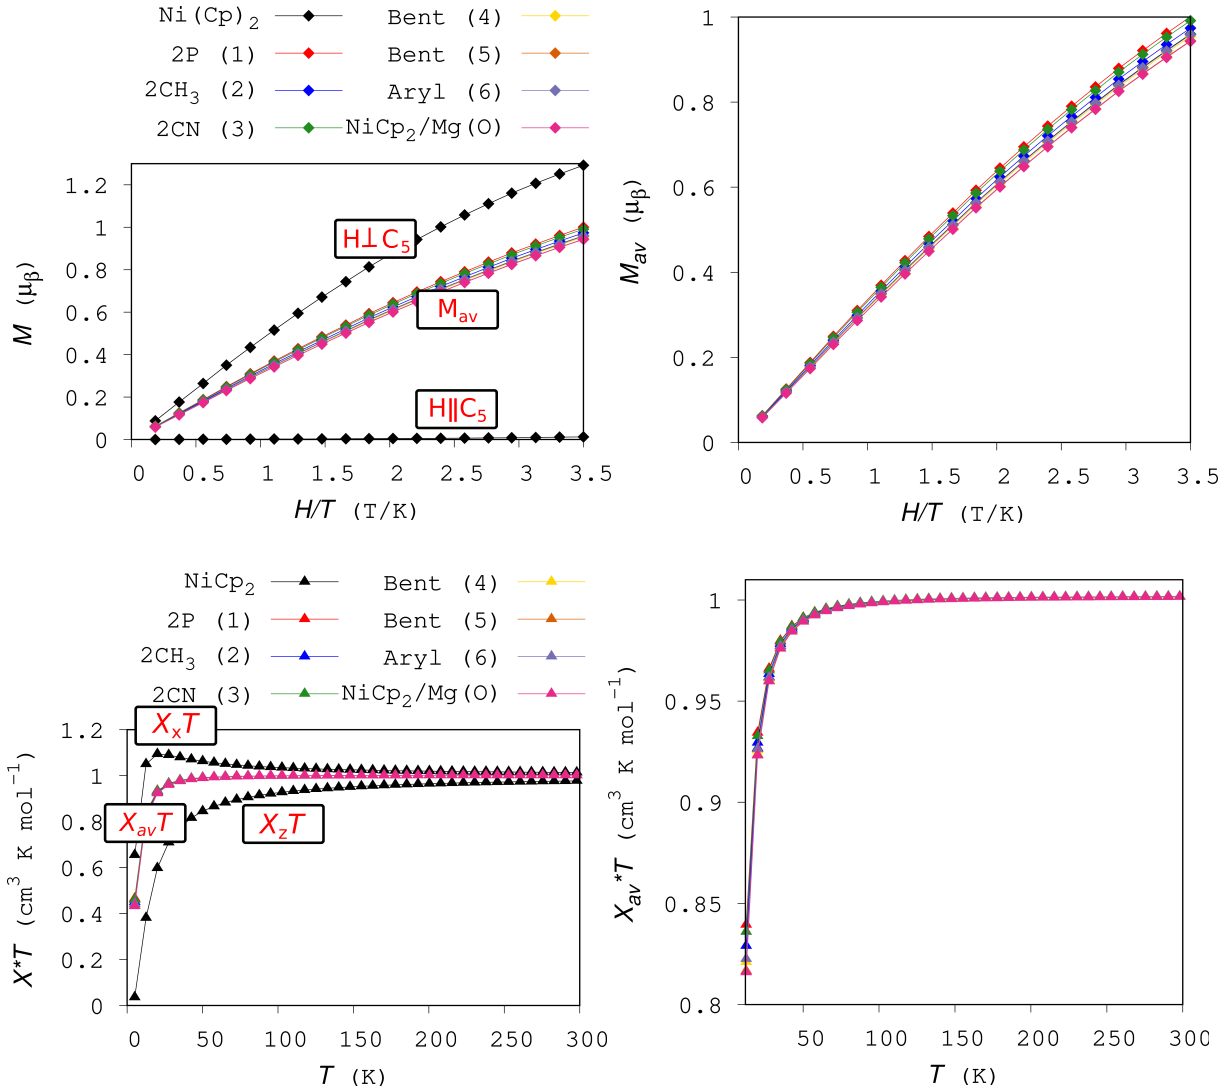 Ni(Cp)₂ Bent (4)
2P (1) Bent (5)
2CH₃ (2) Aryl (6)
2CN (3) NiCp₂/Mg(O)
M (μβ)
1.2
1
0.8
0.6
0.4
0.2
0
H⊥C₅
Mav
H∥C₅
0 0.5 1 1.5 2 2.5 3 3.5
H/T (T/K)
Mav (μβ)
1
0.8
0.6
0.4
0.2
0
0 0.5 1 1.5 2 2.5 3 3.5
H/T (T/K)
NiCp₂ Bent (4)
2P (1) Bent (5)
2CH₃ (2) Aryl (6)
2CN (3) NiCp₂/Mg(O)
X*T (cm³ K mol⁻¹)
1.2
1
0.8
0.6
0.4
0.2
0
XₓT
XavT
XzT
0 50 100 150 200 250 300
T (K)
Xav*T (cm³ K mol⁻¹)
1
0.95
0.9
0.85
0.8
50 100 150 200 250 300
T (K)